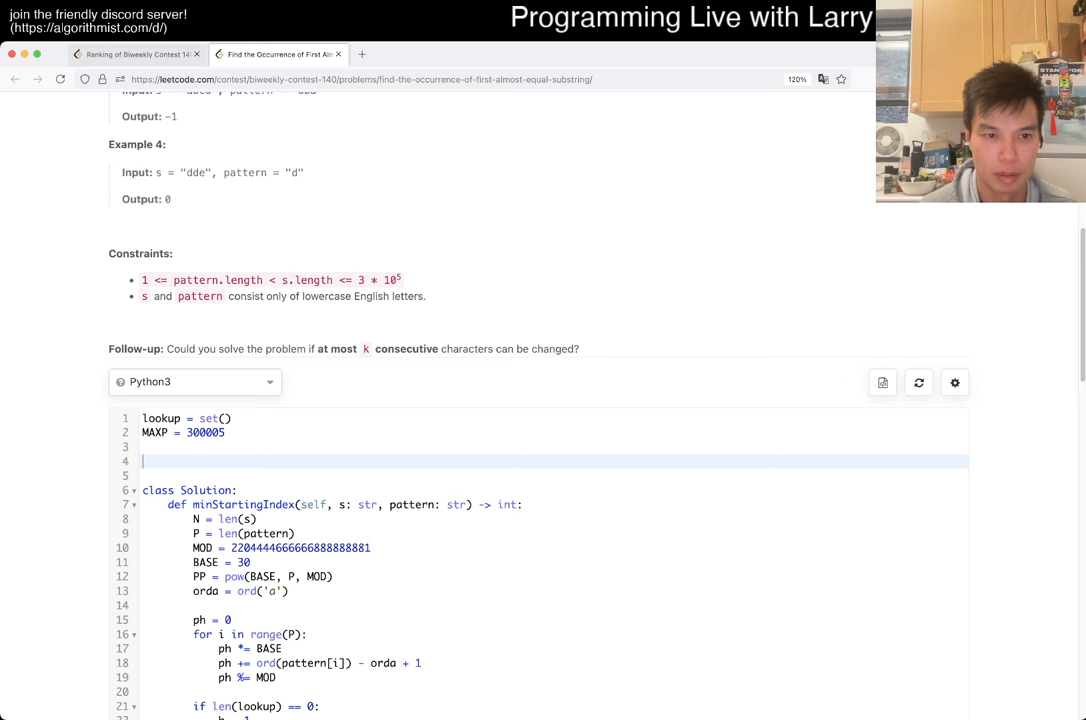 join the friendly discord server!
(https://algorithmist.com/d/)
Programming Live with Larry
Ranking of Biweekly Contest 14
Find the Occurrence of First Al
https://leetcode.com/contest/biweekly-contest-140/problems/find-the-occurrence-of-first-almost-equal-substring/
120%
Output: -1
Example 4:
Input: s = "dde", pattern = "d"
Output: 0
Constraints:
1 <= pattern.length < s.length <= 3 * 10⁵
s and pattern consist only of lowercase English letters.
Follow-up: Could you solve the problem if at most k consecutive characters can be changed?
Python3
1 lookup = set()
2 MAXP = 300005
3
4
5
6 class Solution:
7 def minStartingIndex(self, s: str, pattern: str) -> int:
8 N = len(s)
9 P = len(pattern)
10
11 BASE = 30
12 PP = pow(BASE, P, MOD)
13 orda = ord('a')
14
15 ph = 0
16 for i in range(P):
17 ph *= BASE
18 ph += ord(pattern[i]) - orda + 1
19 ph %= MOD
20
21 if len(lookup) == 0: